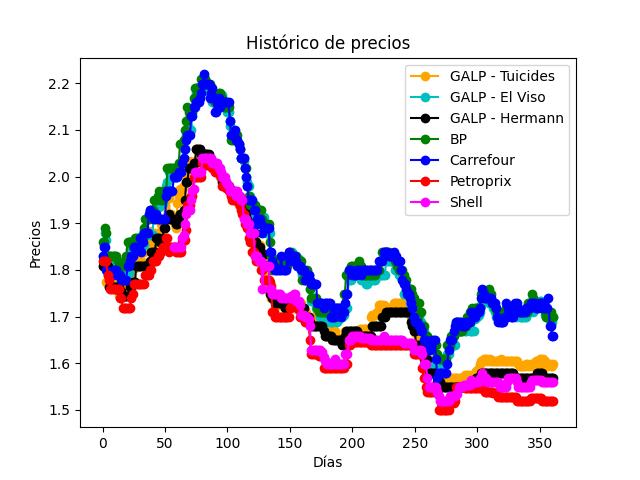 Histórico de precios
GALP - Tuicides
GALP - El Viso
GALP - Hermann
BP
Carrefour
Petroprix
Shell
Precios
2.2
2.1
2.0
1.9
1.8
1.7
1.6
1.5
0 50 100 150 200 250 300 350
Días